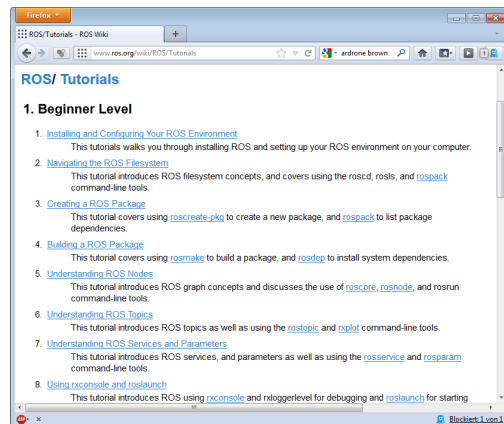 Firefox
ROS/Tutorials - ROS Wiki
+
www.ros.org/wiki/ROS/Tutorials
ardrone brown
ROS/ Tutorials
1. Beginner Level
1. Installing and Configuring Your ROS Environment
This tutorials walks you through installing ROS and setting up your ROS environment on your computer.
2. Navigating the ROS Filesystem
This tutorial introduces ROS filesystem concepts, and covers using the roscd, rosls, and rospack
command-line tools.
3. Creating a ROS Package
This tutorial covers using roscreate-pkg to create a new package, and rospack to list package
dependencies.
4. Building a ROS Package
This tutorial covers using rosmake to build a package, and rosdep to install system dependencies.
5. Understanding ROS Nodes
This tutorial introduces ROS graph concepts and discusses the use of roscore, rosnode, and rosrun
command-line tools.
6. Understanding ROS Topics
This tutorial introduces ROS topics as well as using the rostopic and rxplot command-line tools.
7. Understanding ROS Services and Parameters
This tutorial introduces ROS services, and parameters as well as using the rosservice and rosparam
command-line tools.
8. Using rxconsole and roslaunch
This tutorial introduces ROS using rxconsole and rxloggerlevel for debugging and roslaunch for starting
ABP
×
Blockiert: 1 von 1